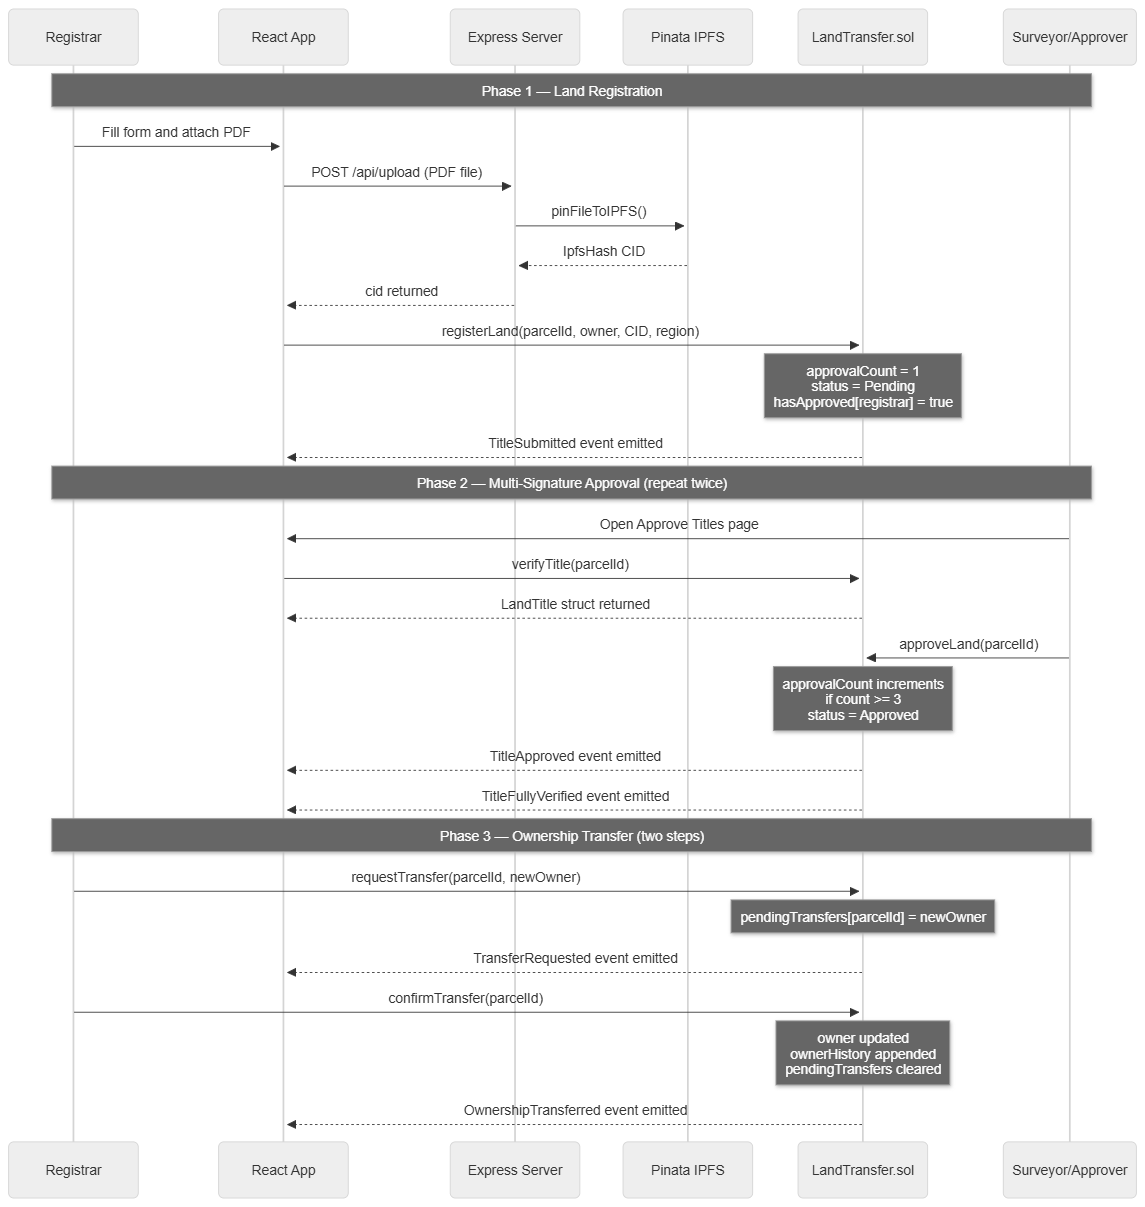 Registrar
React App
Express Server
Pinata IPFS
LandTransfer.sol
Surveyor/Approver
Phase 1 — Land Registration
Fill form and attach PDF
POST /api/upload (PDF file)
pinFileToIPFS()
IpfsHash CID
cid returned
registerLand(parcelId, owner, CID, region)
approvalCount = 1
status = Pending
hasApproved[registrar] = true
TitleSubmitted event emitted
Phase 2 — Multi-Signature Approval (repeat twice)
Open Approve Titles page
verifyTitle(parcelId)
LandTitle struct returned
approveLand(parcelId)
approvalCount increments
if count >= 3
status = Approved
TitleApproved event emitted
TitleFullyVerified event emitted
Phase 3 — Ownership Transfer (two steps)
requestTransfer(parcelId, newOwner)
pendingTransfers[parcelId] = newOwner
TransferRequested event emitted
confirmTransfer(parcelId)
owner updated
ownerHistory appended
pendingTransfers cleared
OwnershipTransferred event emitted
Registrar
React App
Express Server
Pinata IPFS
LandTransfer.sol
Surveyor/Approver